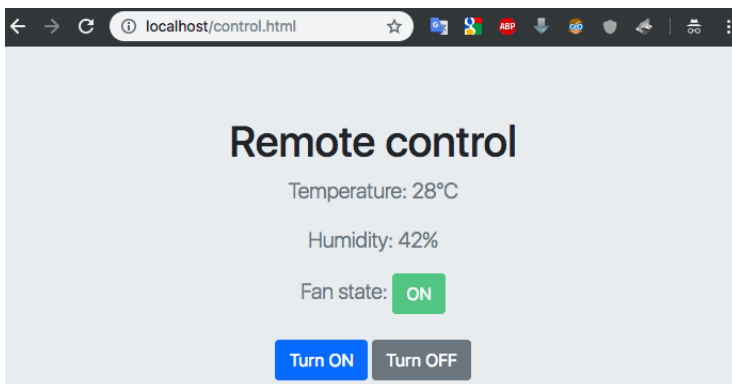 localhost/control.html
ABP
Remote control
Temperature: 28°C
Humidity: 42%
Fan state: ON
Turn ON Turn OFF